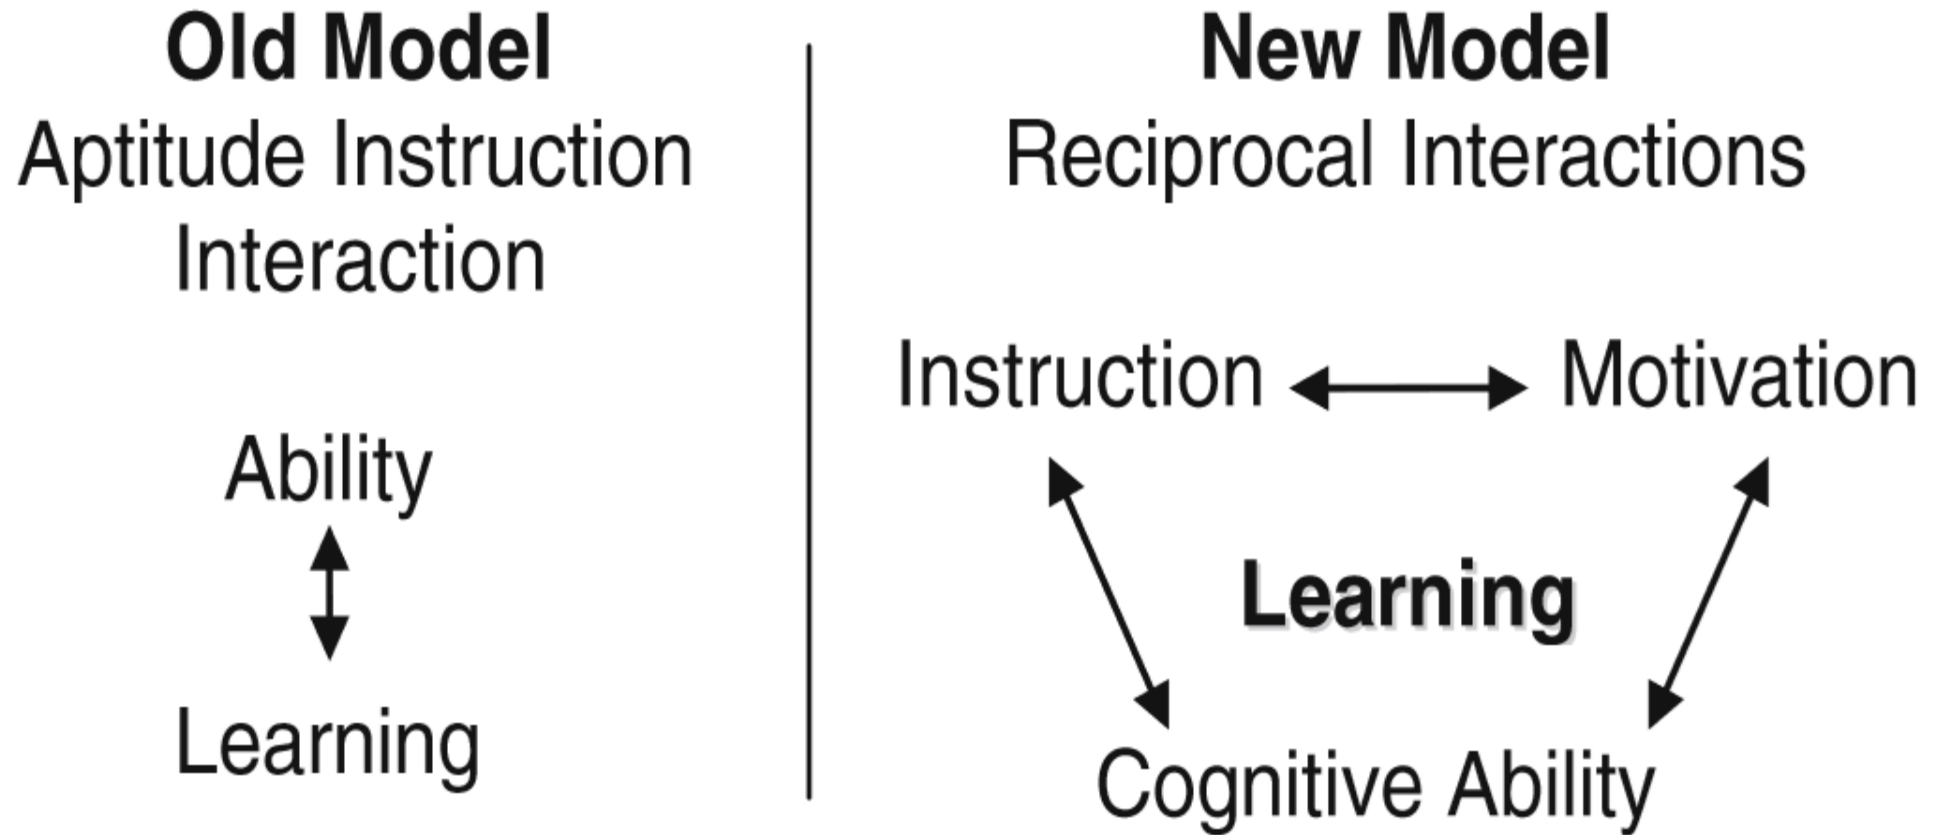 Old Model
Aptitude Instruction
Interaction
Ability
Learning
New Model
Reciprocal Interactions
Instruction
Motivation
Learning
Cognitive Ability